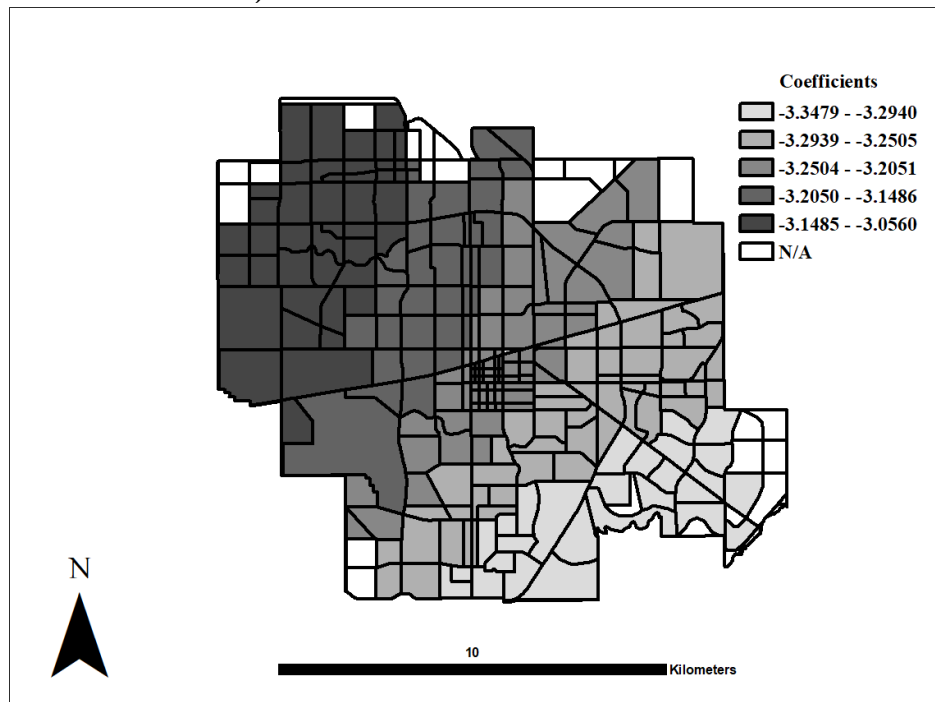 Coefficients
-3.3479 - -3.2940
-3.2939 - -3.2505
-3.2504 - -3.2051
-3.2050 - -3.1486
-3.1485 - -3.0560
N/A
N
10
Kilometers